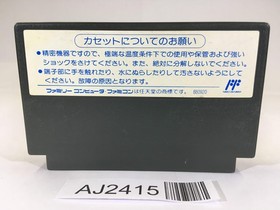 カセットについてのお願い
●精密機器ですので、極端な温度条件下での使用や保管および強い
ショックをさけてください。また、絶対に分解しないでください。
●端子部に手を触れたり、水にぬらしたりして汚さないようにして
ください。故障の原因となります。
ファミリーコンピュータ ファミコンは任天堂の商標です。
AJ2415